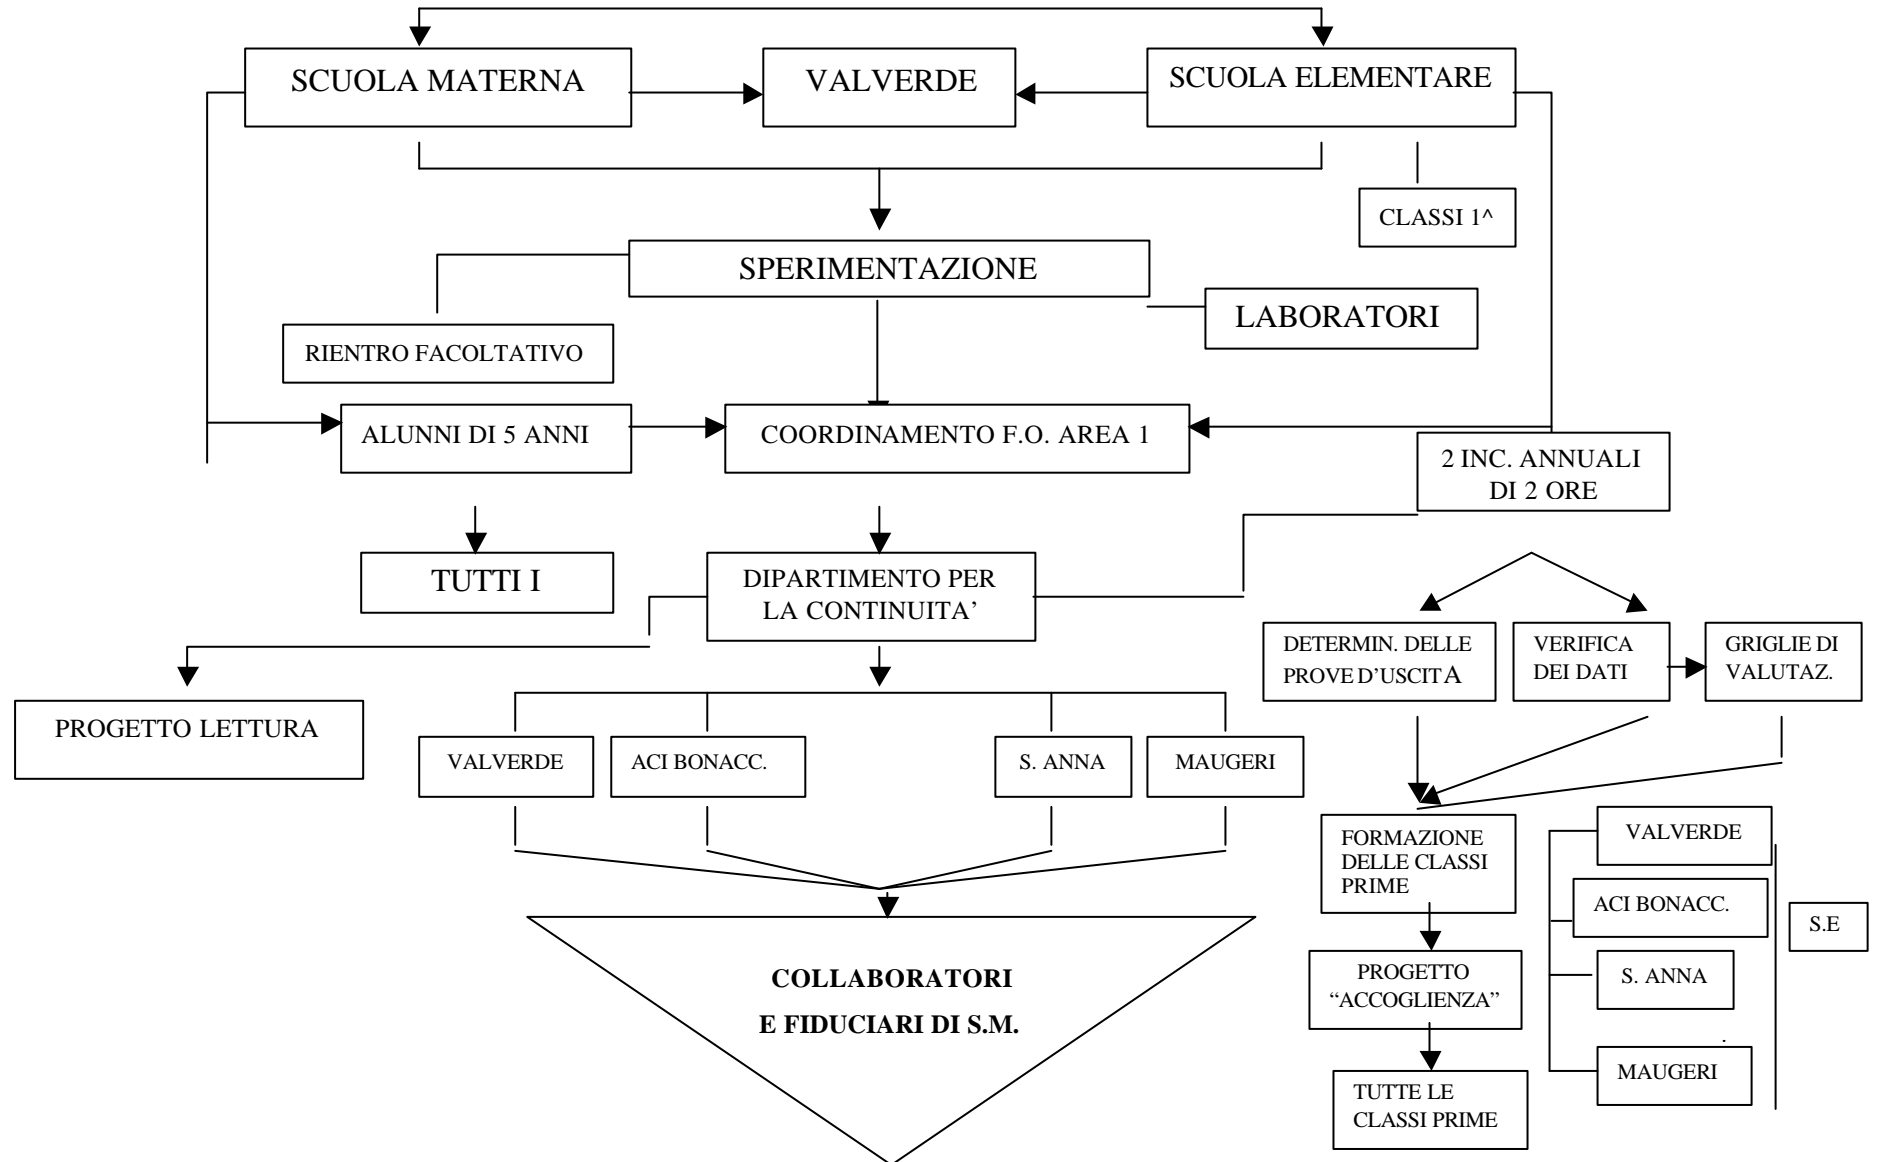 SCUOLA MATERNA
VALVERDE
SCUOLA ELEMENTARE
CLASSI 1^
SPERIMENTAZIONE
LABORATORI
RIENTRO FACOLTATIVO
ALUNNI DI 5 ANNI
COORDINAMENTO F.O. AREA 1
2 INC. ANNUALI
DI 2 ORE
TUTTI I
DIPARTIMENTO PER
LA CONTINUITA’
DETERMIN. DELLE
PROVE D’USCITA
VERIFICA
DEI DATI
GRIGLIE DI
VALUTAZ.
PROGETTO LETTURA
VALVERDE
ACI BONACC.
S. ANNA
MAUGERI
FORMAZIONE
DELLE CLASSI
PRIME
VALVERDE
ACI BONACC.
S.E
COLLABORATORI
E FIDUCIARI DI S.M.
PROGETTO
“ACCOGLIENZA”
S. ANNA
.
MAUGERI
TUTTE LE
CLASSI PRIME